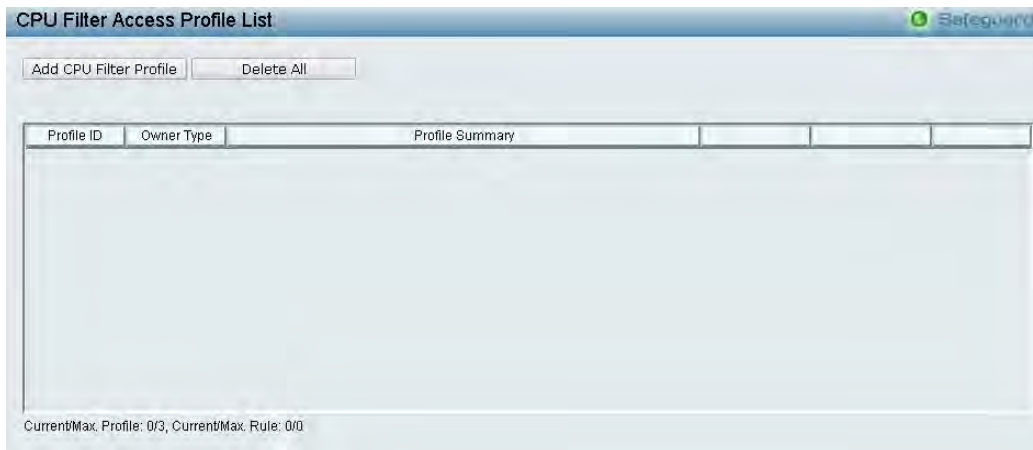 CPU Filter Access Profile List
Safeguard
Add CPU Filter Profile Delete All
Profile ID Owner Type Profile Summary
Current/Max. Profile: 0/3, Current/Max. Rule: 0/0